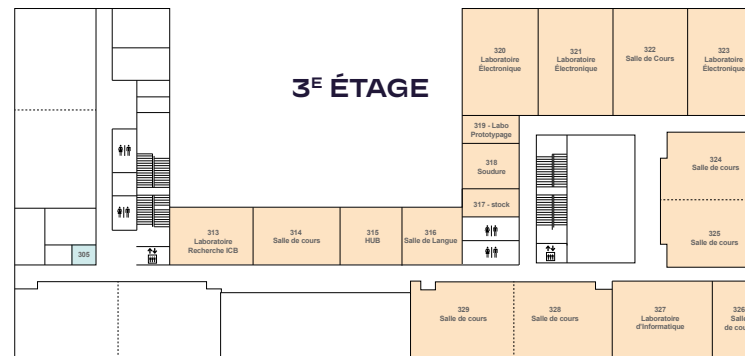 3E ÉTAGE
320
Laboratoire
Électronique
321
Laboratoire
Électronique
322
Salle de Cours
323
Laboratoire
Électronique
319 - Labo
Prototypage
318
Soudure
317 - stock
324
Salle de cours
325
Salle de cours
313
Laboratoire
Recherche ICB
314
Salle de cours
315
HUB
316
Salle de Langue
305
329
Salle de cours
328
Salle de cours
327
Laboratoire
d'Informatique
326
Salle
de cou